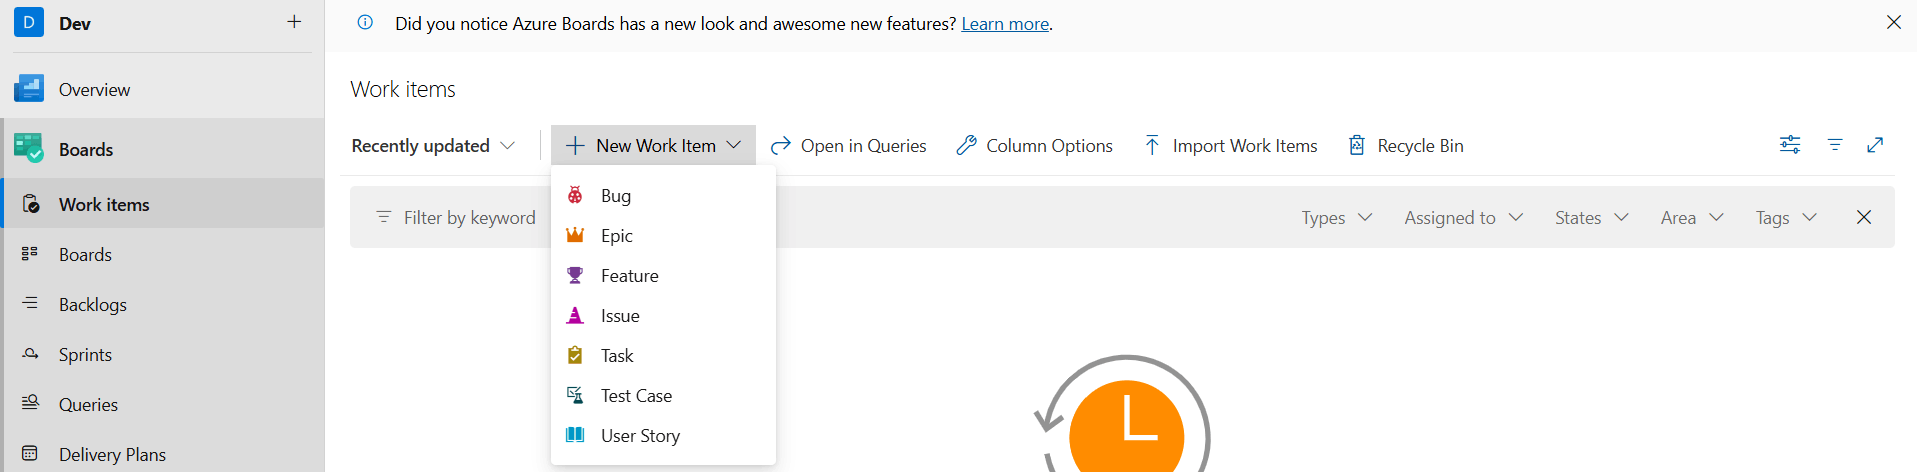 D Dev
Did you notice Azure Boards has a new look and awesome new features? Learn more.
Overview
Boards
Work items
Boards
Backlogs
Sprints
Queries
Delivery Plans
Work items
Recently updated
New Work Item
Open in Queries
Column Options
Import Work Items
Recycle Bin
Filter by keyword
Types
Assigned to
States
Area
Tags
Bug
Epic
Feature
Issue
Task
Test Case
User Story